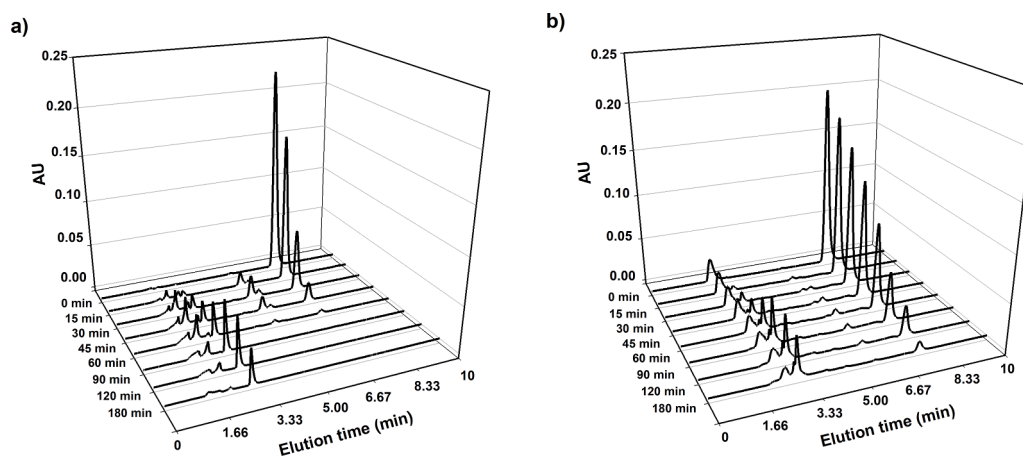 a)
0.25
0.20
0.15
0.10
0.05
0.00
AU
0 min
15 min
30 min
45 min
60 min
90 min
120 min
180 min
0
1.66
3.33
5.00
6.67
8.33
10
Elution time (min)
b)
0.25
0.20
0.15
0.10
0.05
0.00
AU
0 min
15 min
30 min
45 min
60 min
90 min
120 min
180 min
0
1.66
3.33
5.00
6.67
8.33
10
Elution time (min)